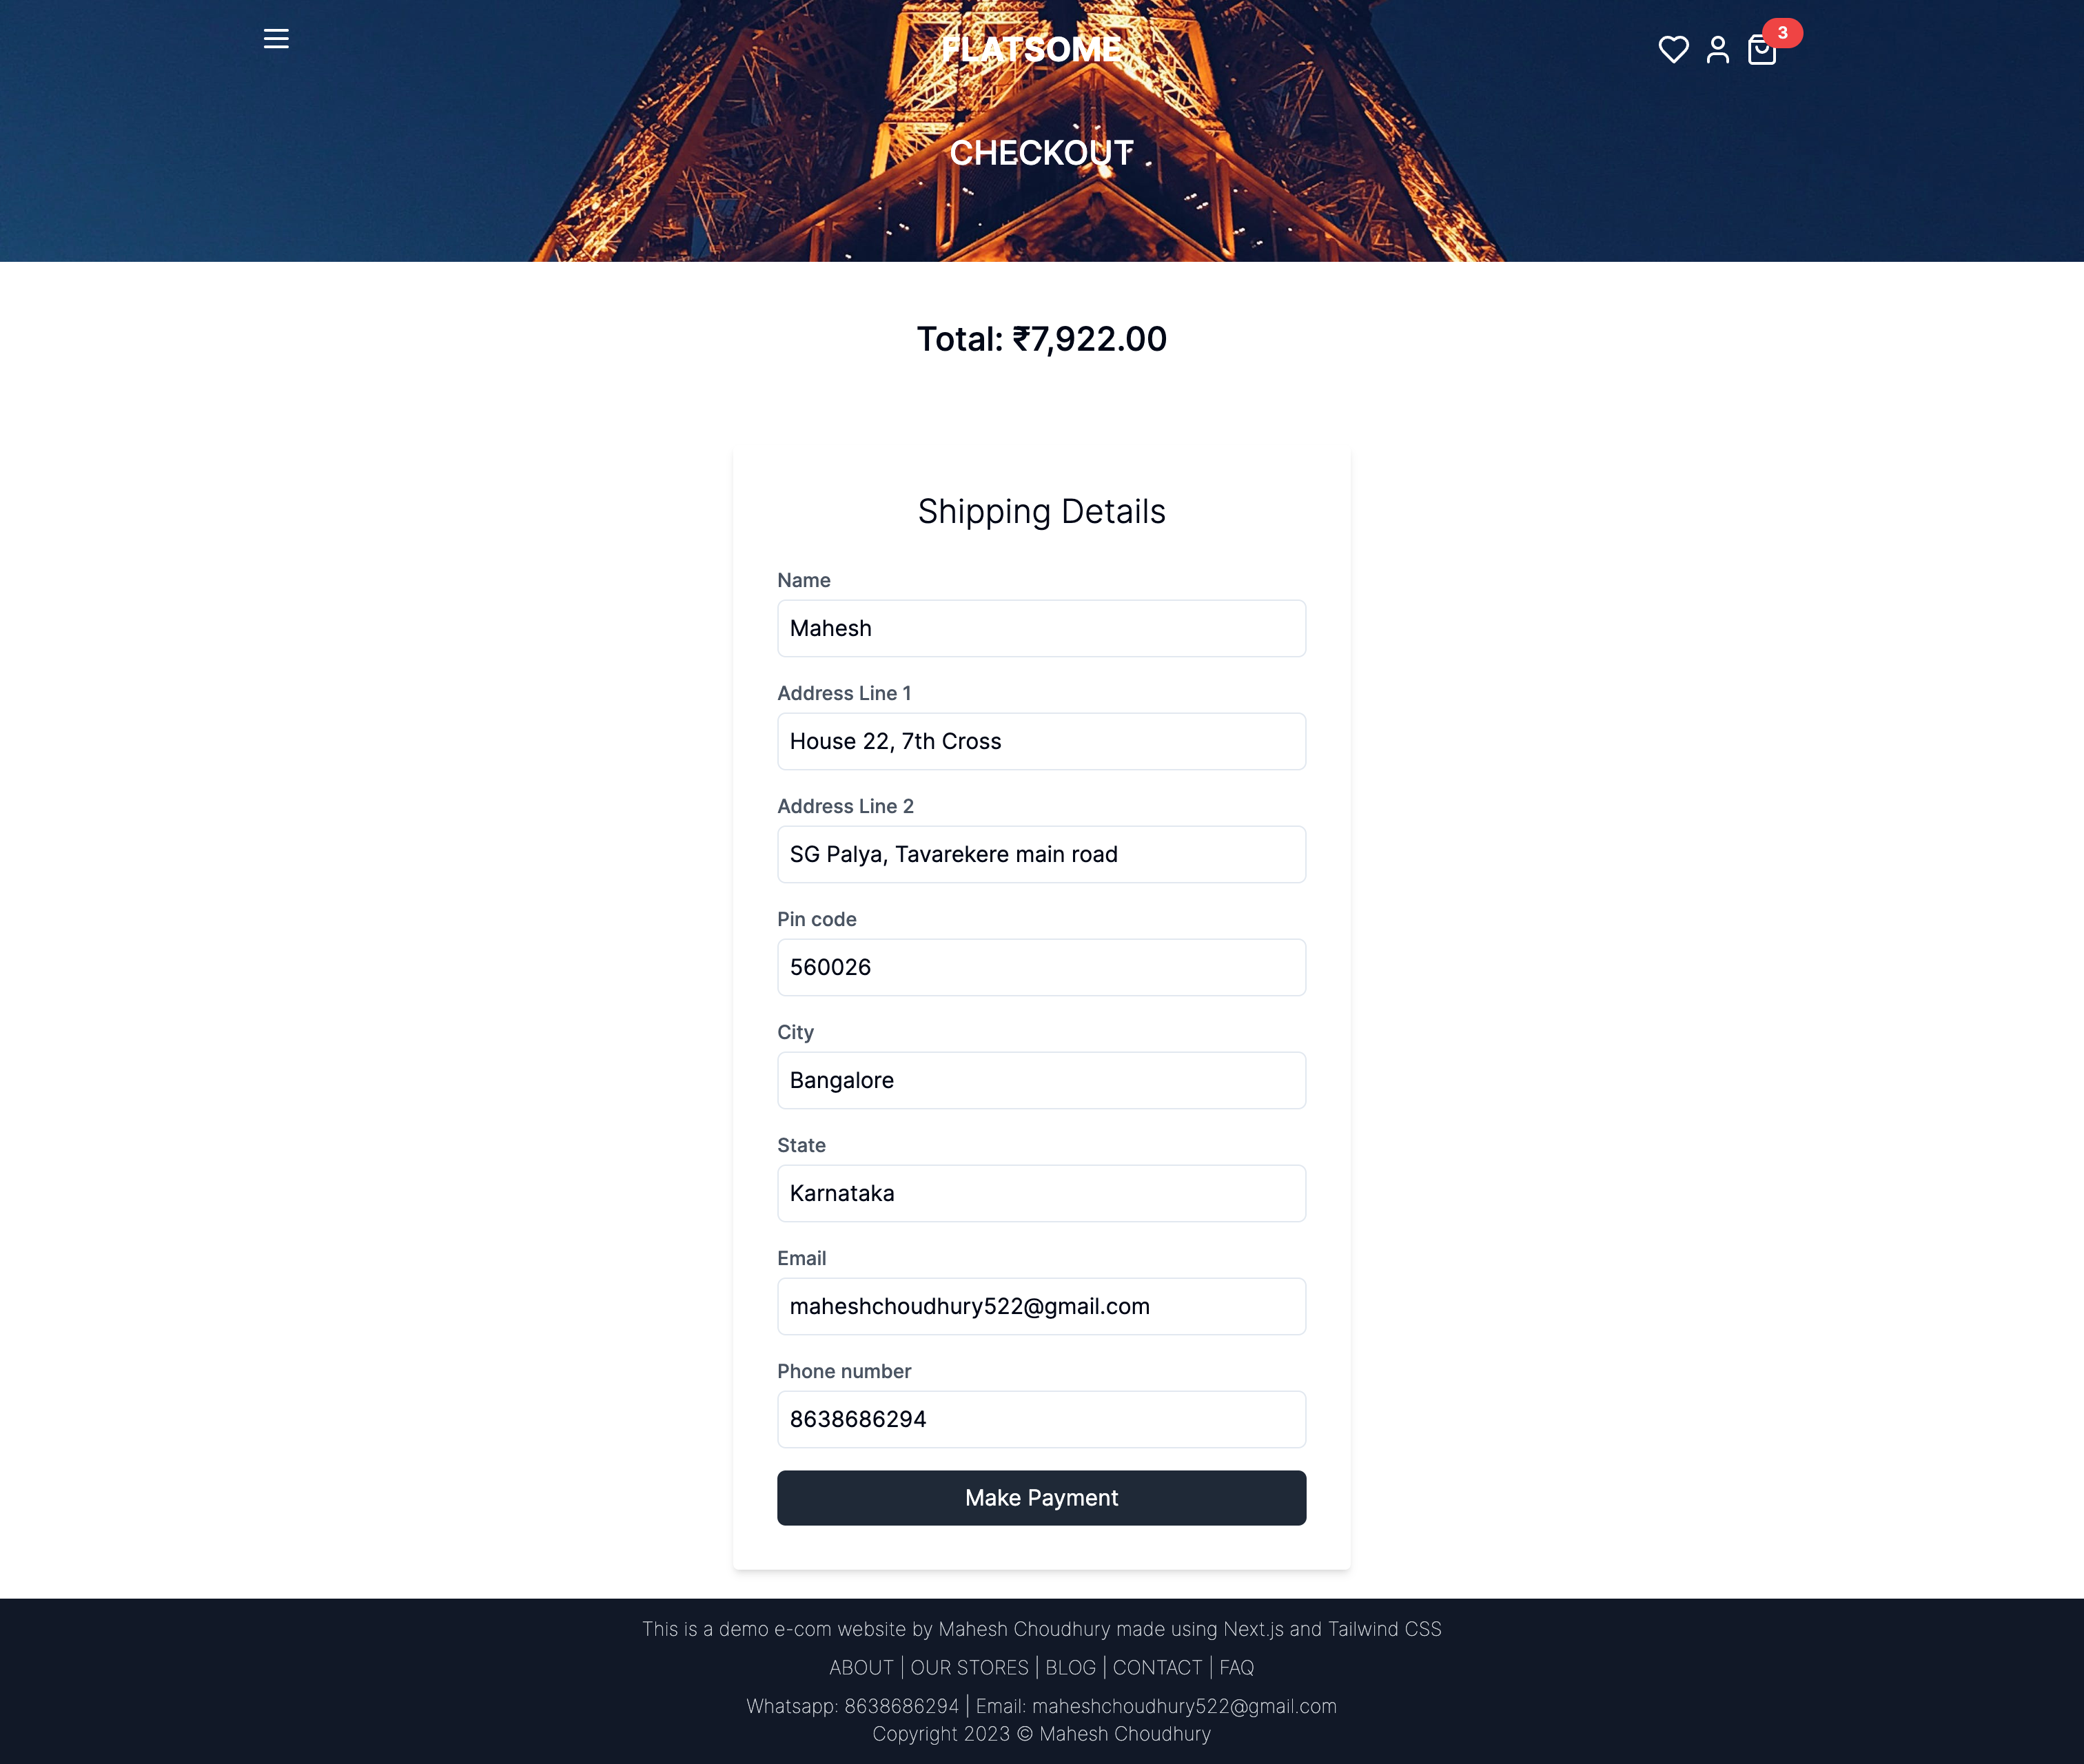 FLATSOME
3
CHECKOUT
Total: ₹7,922.00
Shipping Details
Name
Mahesh
Address Line 1
House 22, 7th Cross
Address Line 2
SG Palya, Tavarekere main road
Pin code
560026
City
Bangalore
State
Karnataka
Email
maheshchoudhury522@gmail.com
Phone number
8638686294
Make Payment
This is a demo e-com website by Mahesh Choudhury made using Next.js and Tailwind CSS
ABOUT | OUR STORES | BLOG | CONTACT | FAQ
Whatsapp: 8638686294 | Email: maheshchoudhury522@gmail.com
Copyright 2023 © Mahesh Choudhury